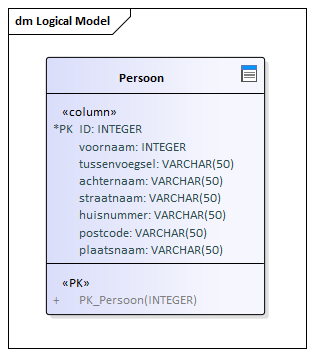 dm Logical Model
Persoon
«column»
*PK ID: INTEGER
voornaam: INTEGER
tussenvoegsel: VARCHAR(50)
achternaam: VARCHAR(50)
straatnaam: VARCHAR(50)
huisnummer: VARCHAR(50)
postcode: VARCHAR(50)
plaatsnaam: VARCHAR(50)
«PK»
+ PK_Persoon(INTEGER)